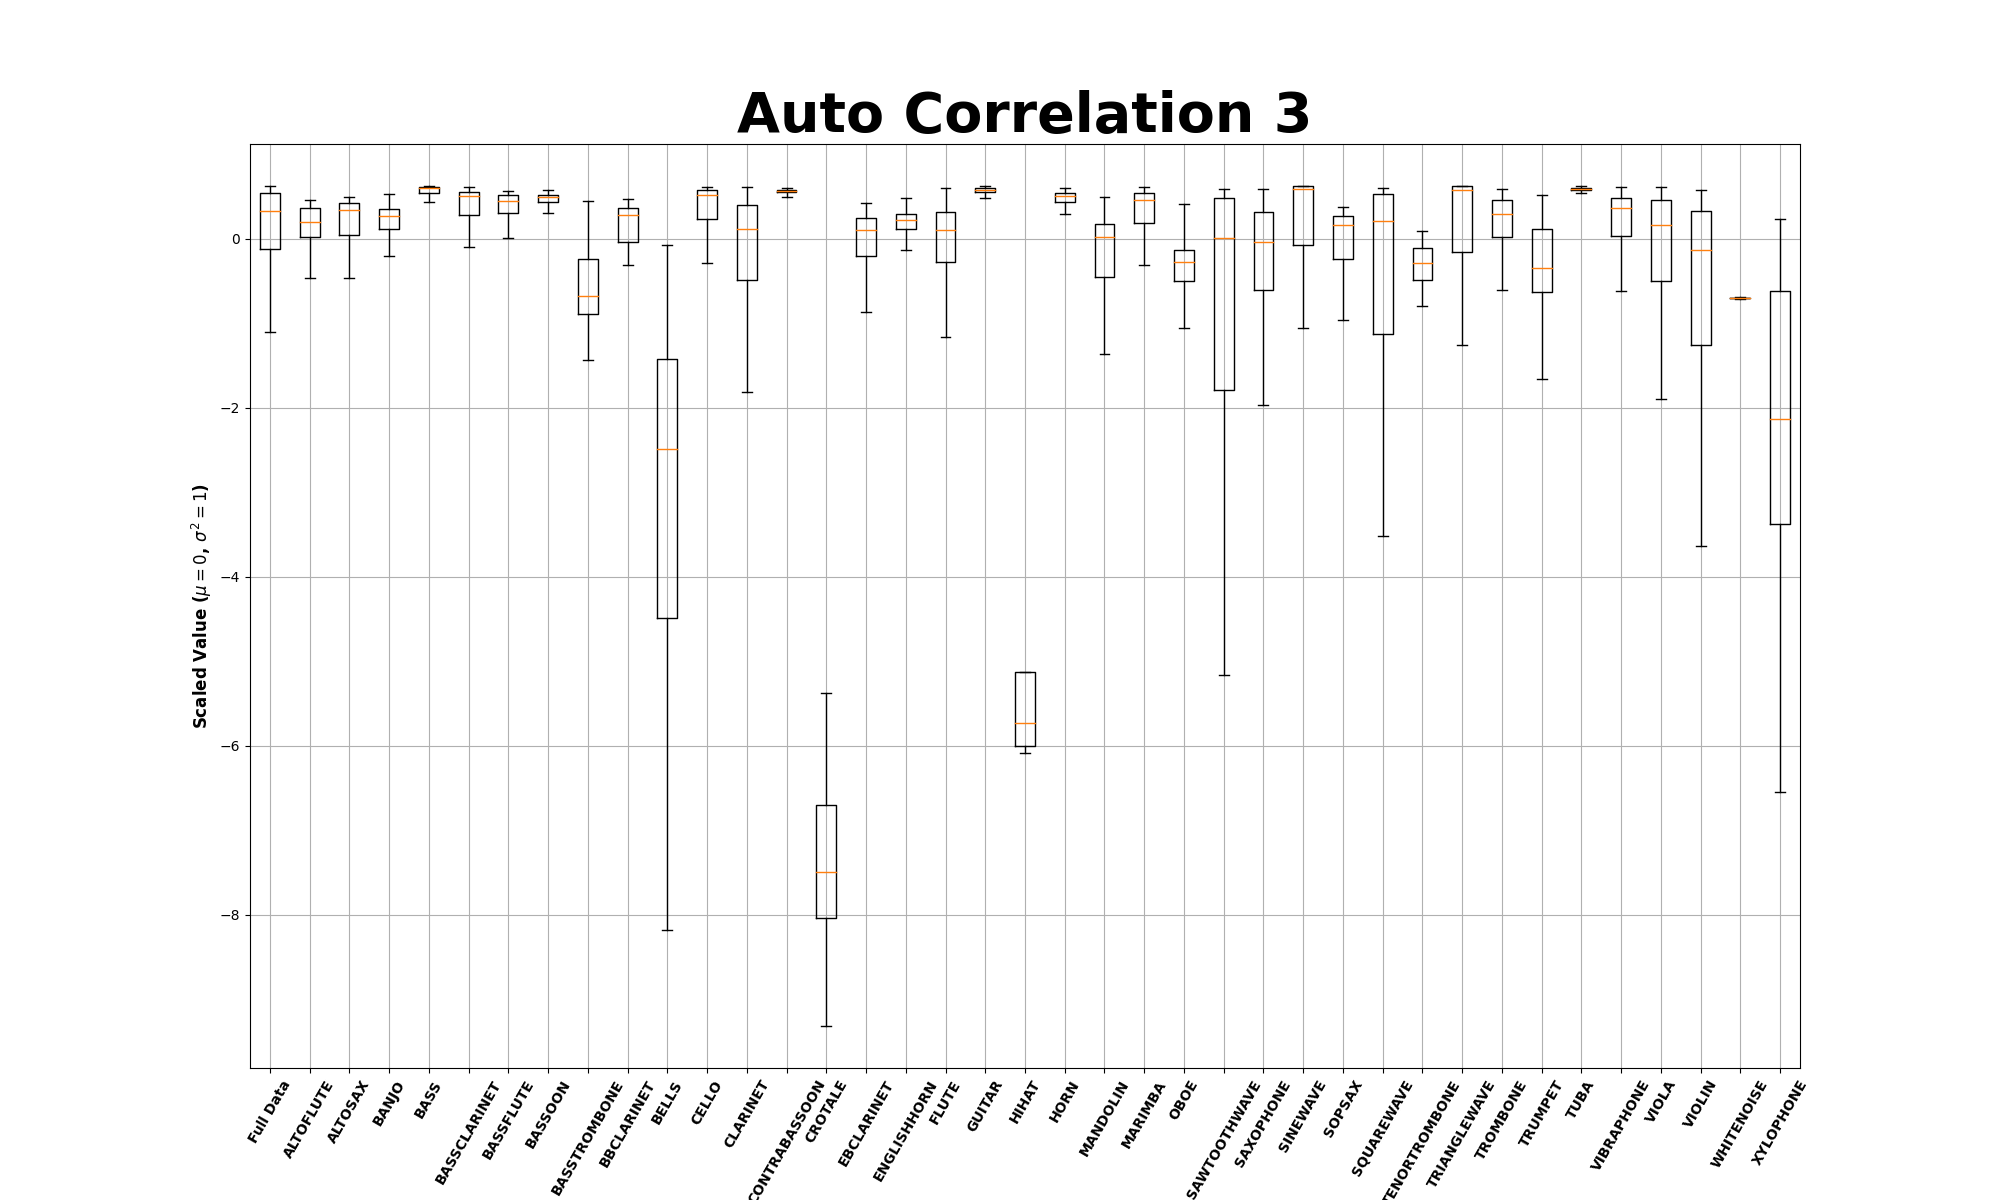 Auto Correlation 3
Scaled Value (μ = 0, σ² = 1)
0
−2
−4
−6
−8
Full Data
ALTOFLUTE
ALTOSAX
BANJO
BASS
BASSCLARINET
BASSFLUTE
BASSOON
BASSTROMBONE
BBCLARINET
BELLS
CELLO
CLARINET
CONTRABASSOON
CROTALE
EBCLARINET
ENGLISHHORN
FLUTE
GUITAR
HIHAT
HORN
MANDOLIN
MARIMBA
OBOE
SAWTOOTHWAVE
SAXOPHONE
SINEWAVE
SOPSAX
SQUAREWAVE
TENORTROMBONE
TRIANGLEWAVE
TROMBONE
TRUMPET
TUBA
VIBRAPHONE
VIOLA
VIOLIN
WHITENOISE
XYLOPHONE